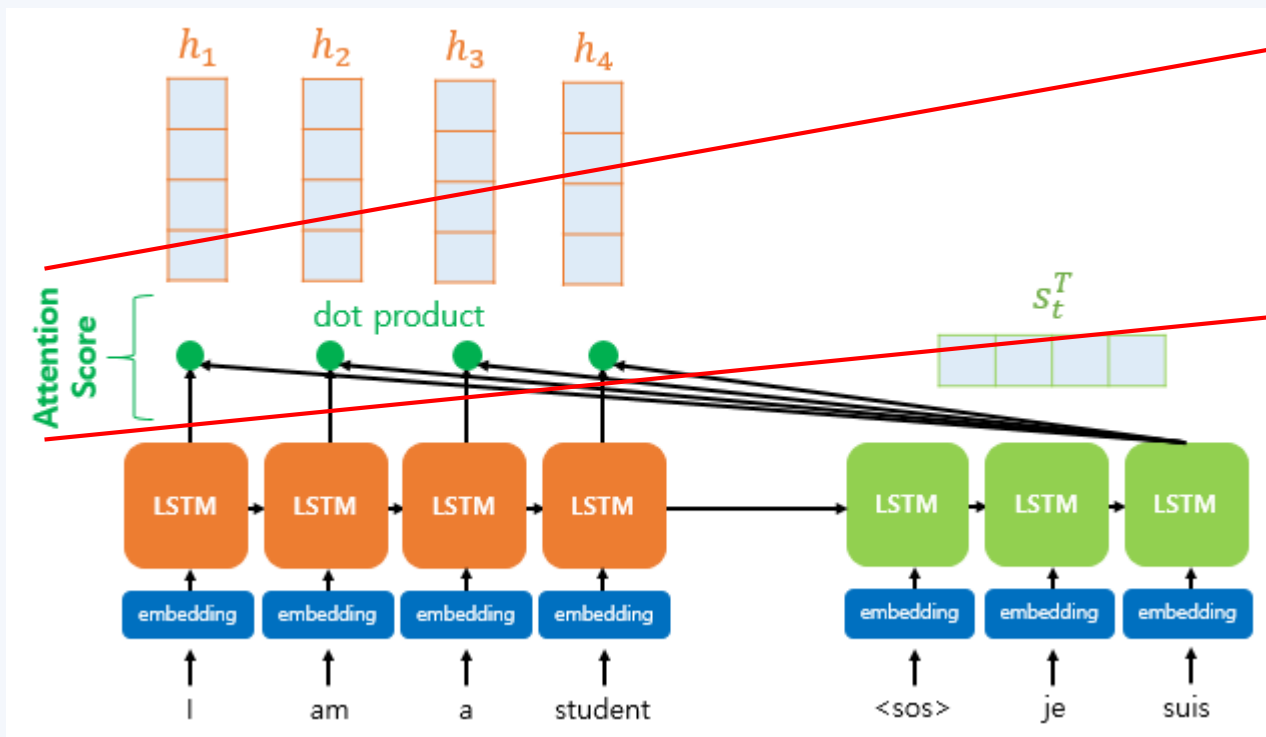 h₁ h₂ h₃ h₄
s_t^T
dot product
Attention
Score
LSTM LSTM LSTM LSTM LSTM LSTM LSTM
embedding embedding embedding embedding embedding embedding embedding
I am a student <sos> je suis